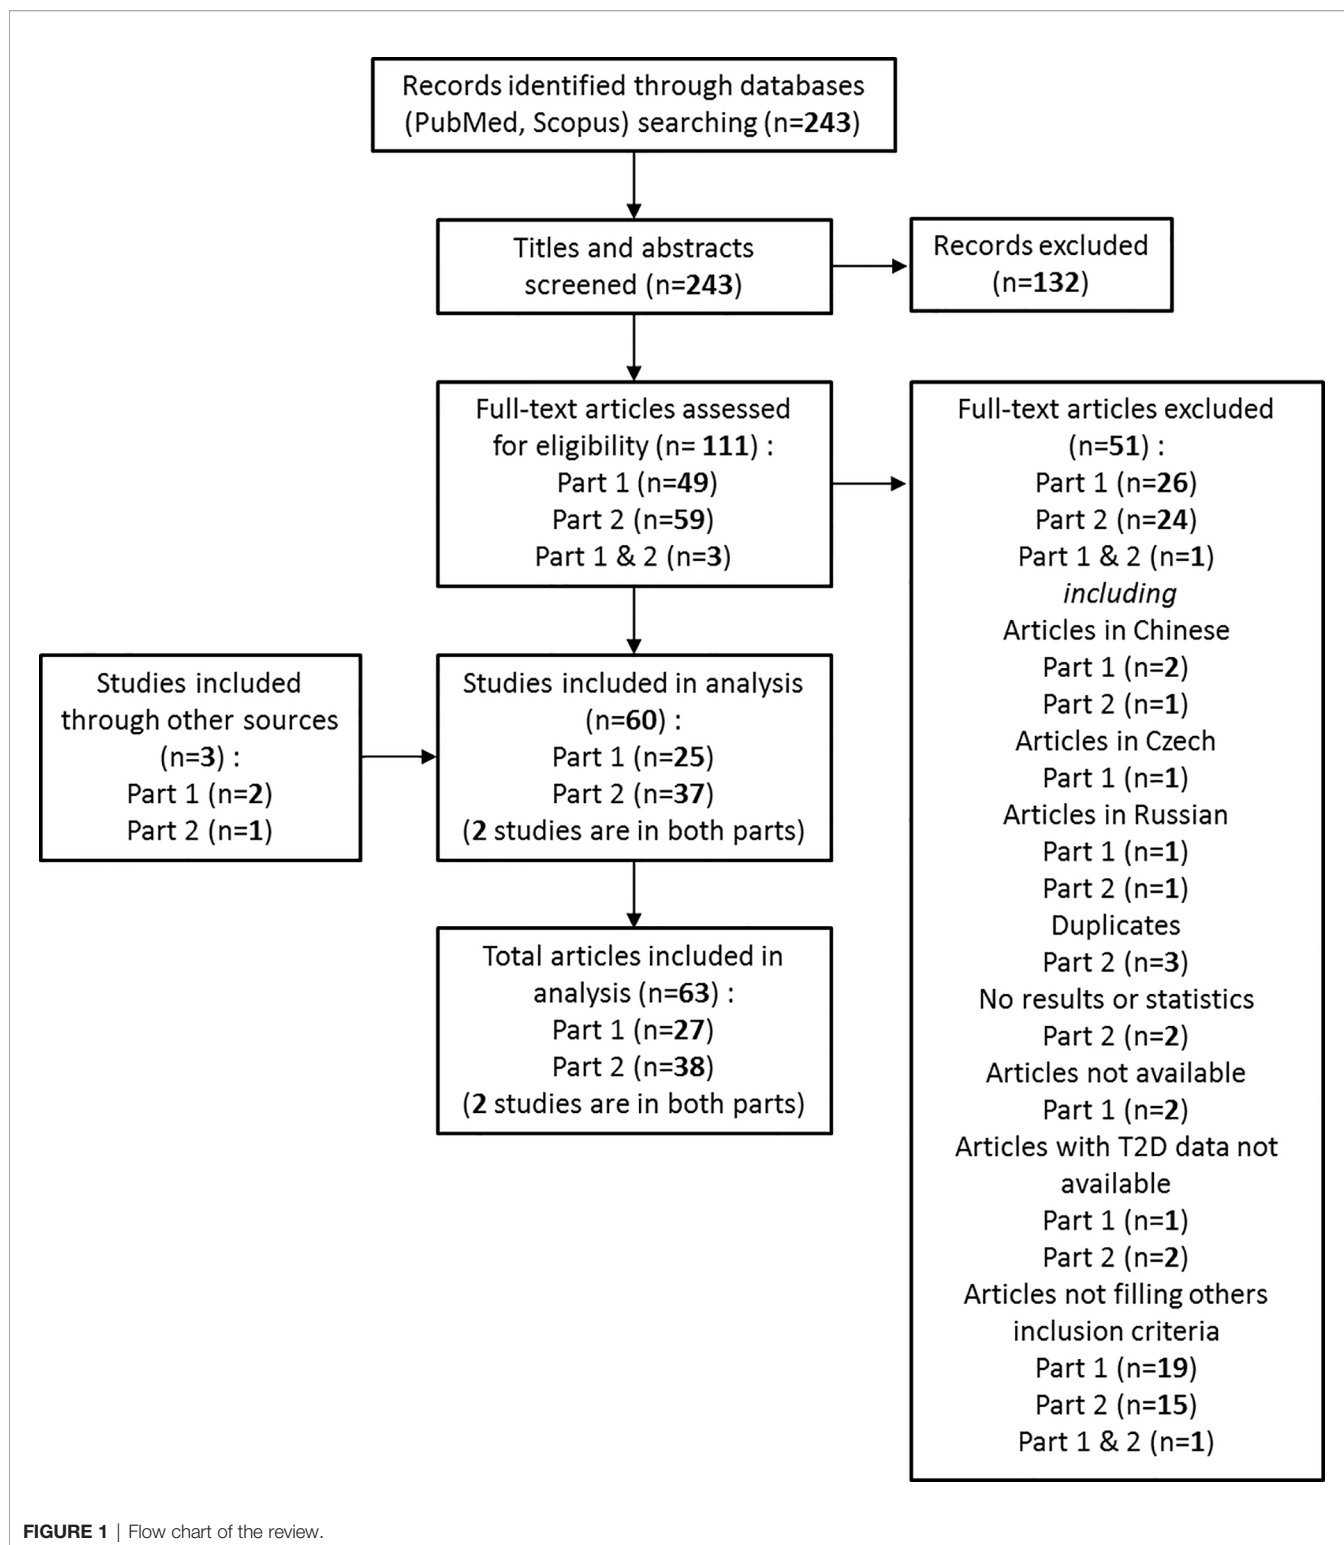 Records identified through databases
(PubMed, Scopus) searching (n=243)
Titles and abstracts
screened (n=243)
Records excluded
(n=132)
Full-text articles assessed
for eligibility (n= 111) :
Part 1 (n=49)
Part 2 (n=59)
Part 1 & 2 (n=3)
Full-text articles excluded
(n=51) :
Part 1 (n=26)
Part 2 (n=24)
Part 1 & 2 (n=1)
including
Articles in Chinese
Part 1 (n=2)
Part 2 (n=1)
Articles in Czech
Part 1 (n=1)
Articles in Russian
Part 1 (n=1)
Part 2 (n=1)
Duplicates
Part 2 (n=3)
No results or statistics
Part 2 (n=2)
Articles not available
Part 1 (n=2)
Articles with T2D data not
available
Part 1 (n=1)
Part 2 (n=2)
Articles not filling others
inclusion criteria
Part 1 (n=19)
Part 2 (n=15)
Part 1 & 2 (n=1)
Studies included
through other sources
(n=3) :
Part 1 (n=2)
Part 2 (n=1)
Studies included in analysis
(n=60) :
Part 1 (n=25)
Part 2 (n=37)
(2 studies are in both parts)
Total articles included in
analysis (n=63) :
Part 1 (n=27)
Part 2 (n=38)
(2 studies are in both parts)
FIGURE 1 | Flow chart of the review.